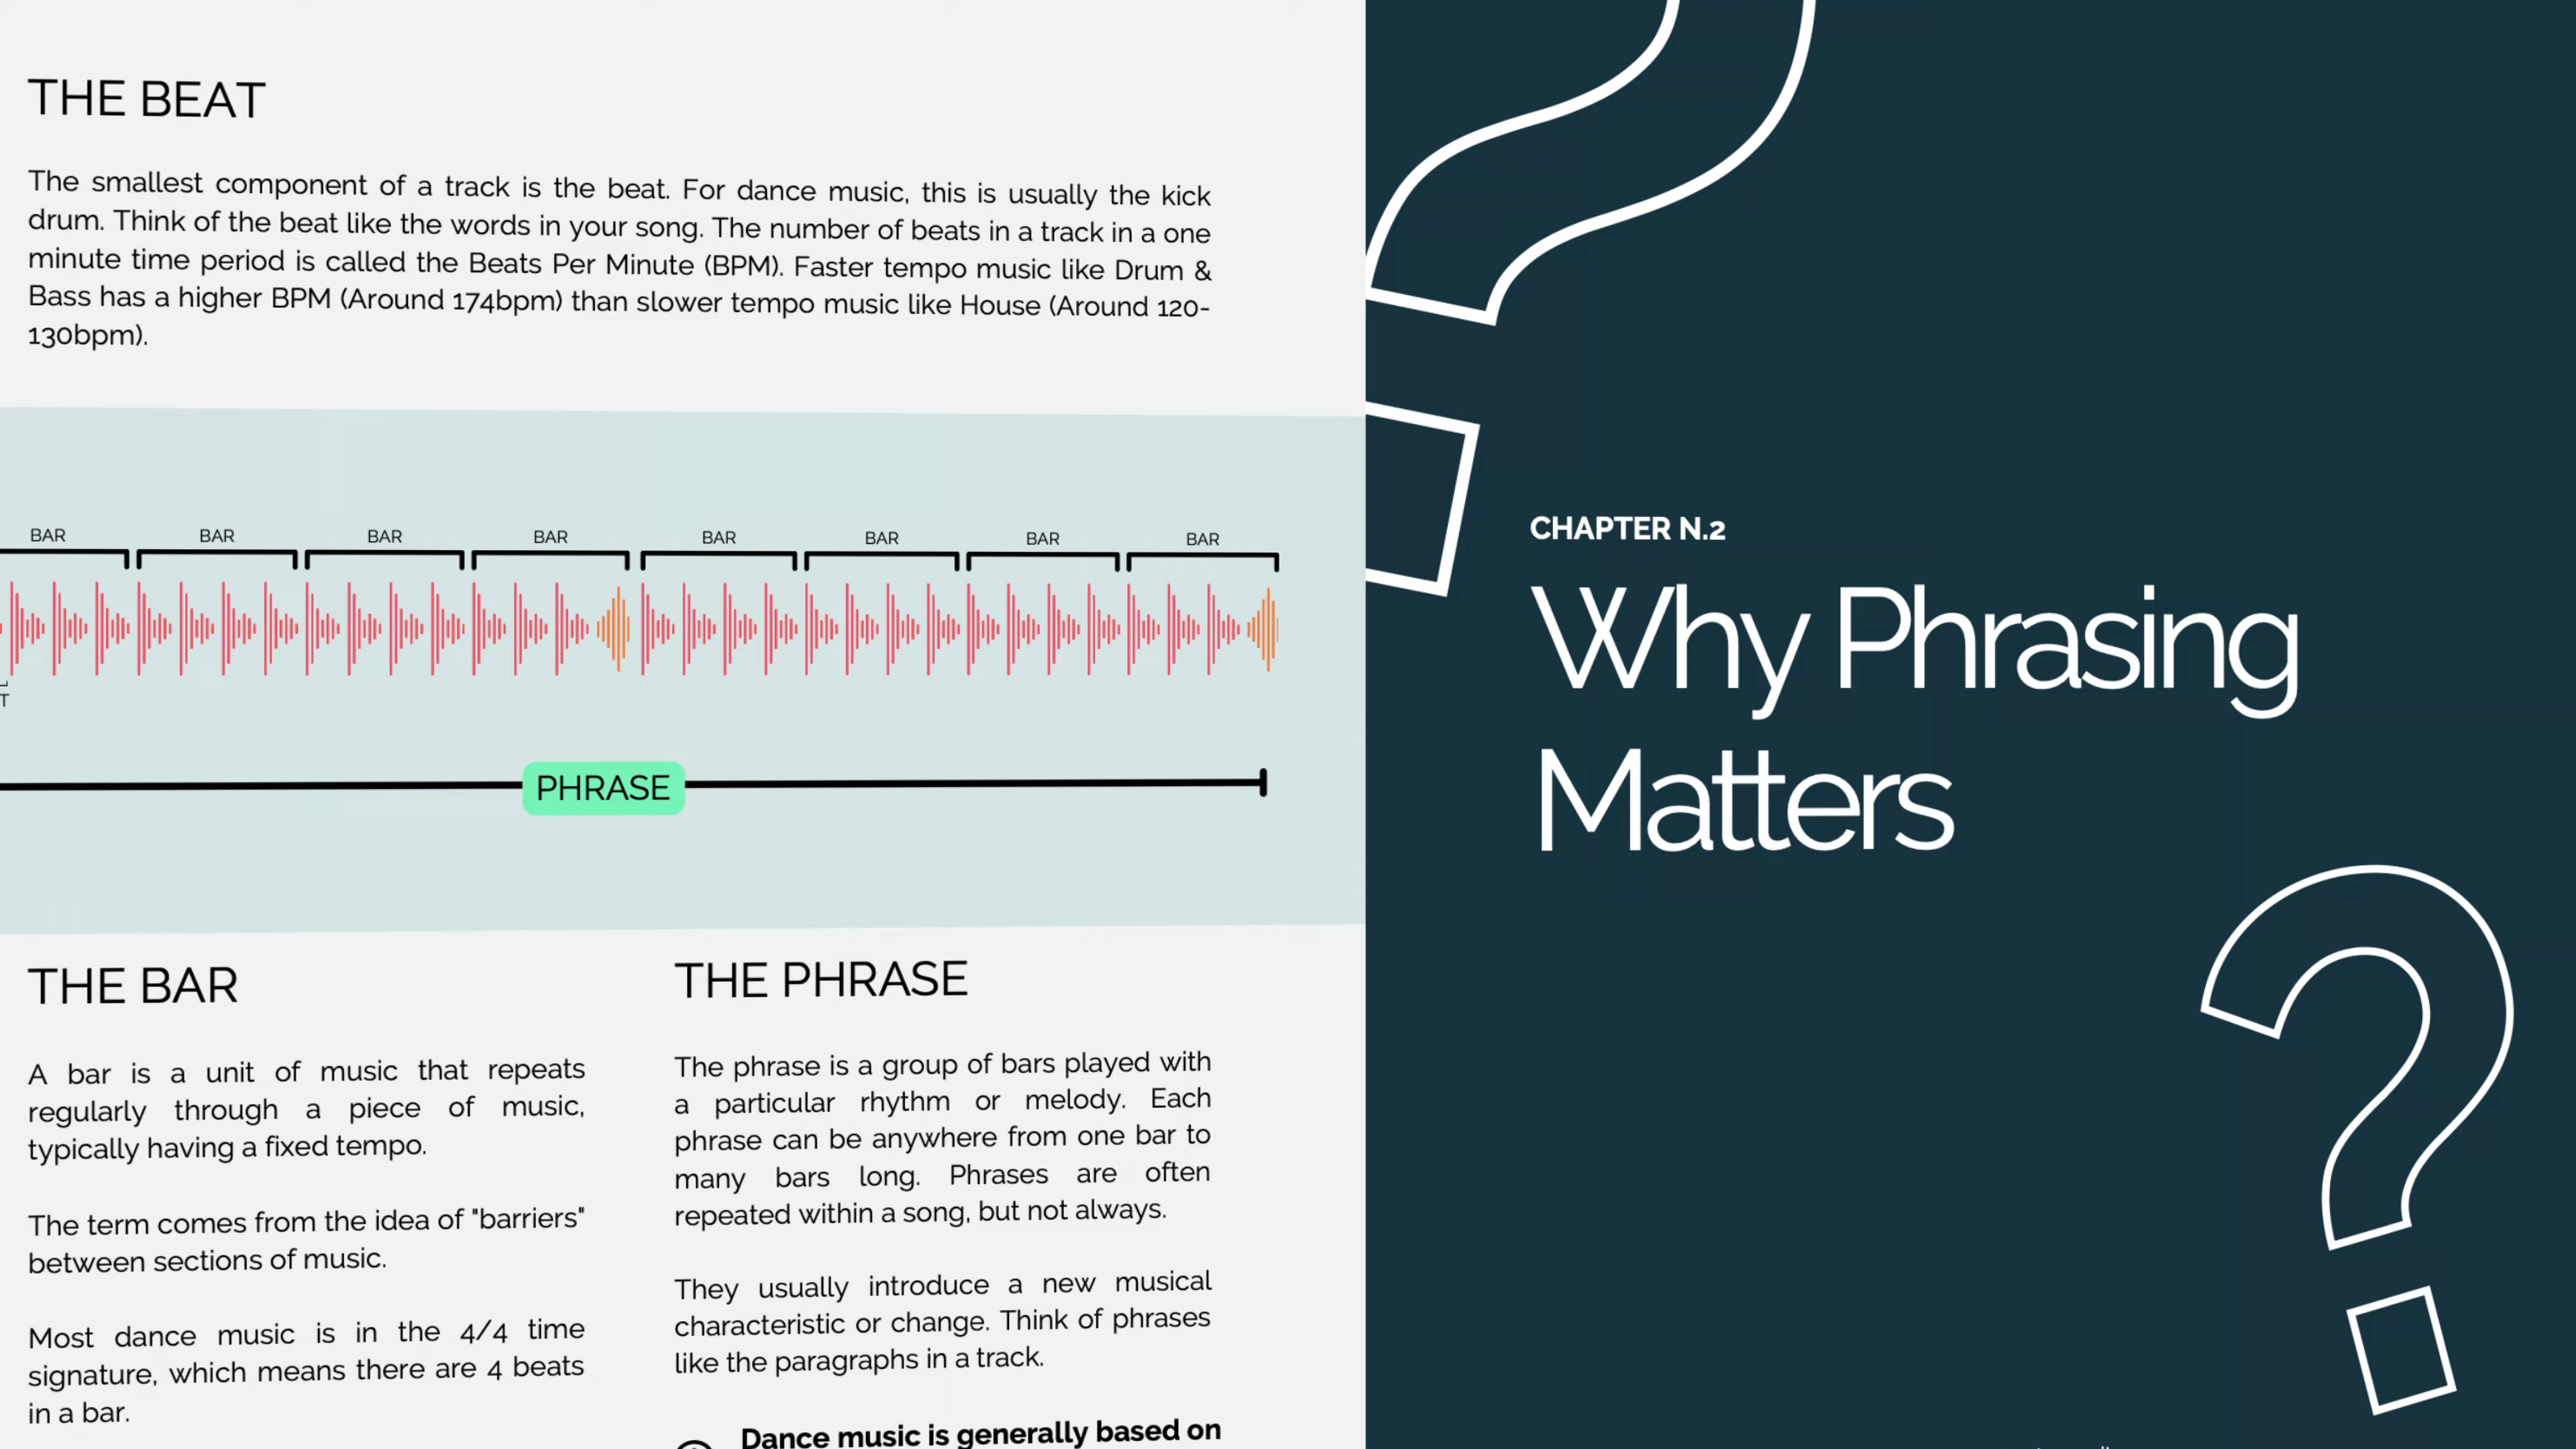 THE BEAT
The smallest component of a track is the beat. For dance music, this is usually the kick
drum. Think of the beat like the words in your song. The number of beats in a track in a one
minute time period is called the Beats Per Minute (BPM). Faster tempo music like Drum &
Bass has a higher BPM (Around 174bpm) than slower tempo music like House (Around 120-
130bpm).
BAR BAR BAR BAR BAR BAR BAR BAR
PHRASE
THE BAR
A bar is a unit of music that repeats
regularly through a piece of music,
typically having a fixed tempo.
The term comes from the idea of "barriers"
between sections of music.
Most dance music is in the 4/4 time
signature, which means there are 4 beats
in a bar.
THE PHRASE
The phrase is a group of bars played with
a particular rhythm or melody. Each
phrase can be anywhere from one bar to
many bars long. Phrases are often
repeated within a song, but not always.
They usually introduce a new musical
characteristic or change. Think of phrases
like the paragraphs in a track.
Dance music is generally based on
CHAPTER N.2
Why Phrasing
Matters